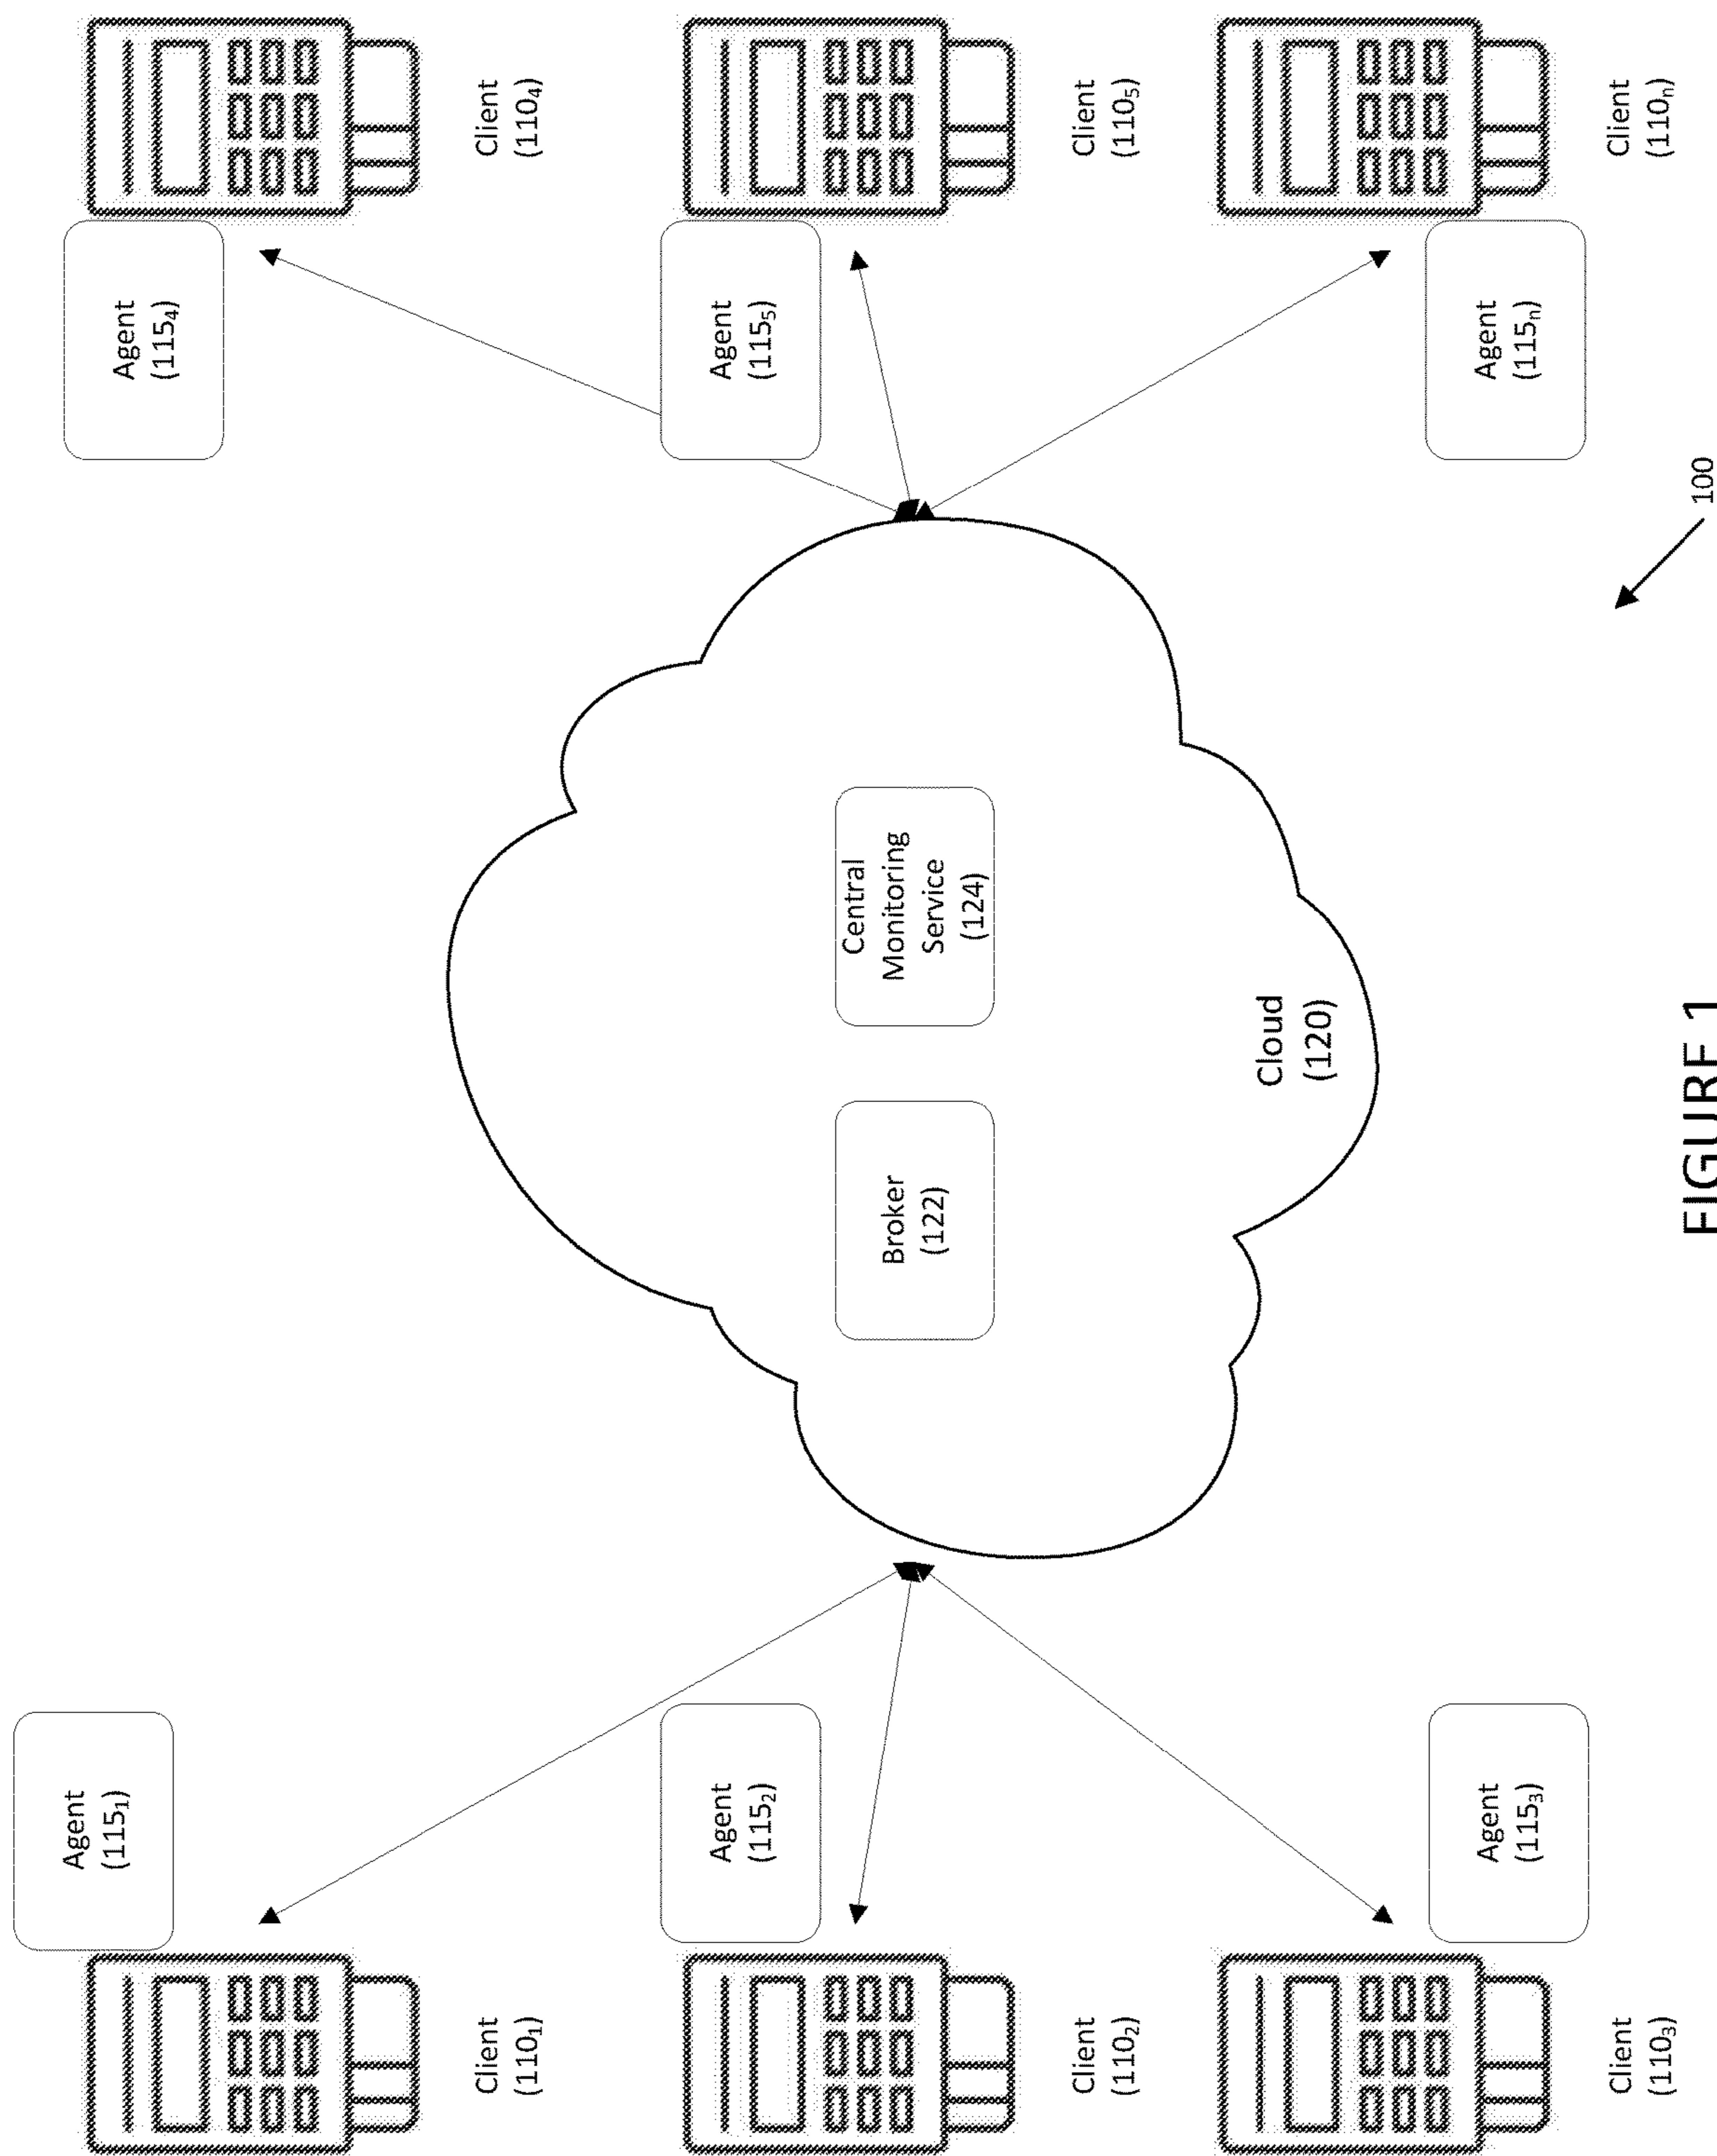 Agent
(115₁)
Client
(110₁)
Agent
(115₂)
Client
(110₂)
Agent
(115₃)
Client
(110₃)
Broker
(122)
Central
Monitoring
Service
(124)
Cloud
(120)
Agent
(115₄)
Client
(110₄)
Agent
(115₅)
Client
(110₅)
Agent
(115ₙ)
Client
(110ₙ)
100
FIGURE 1